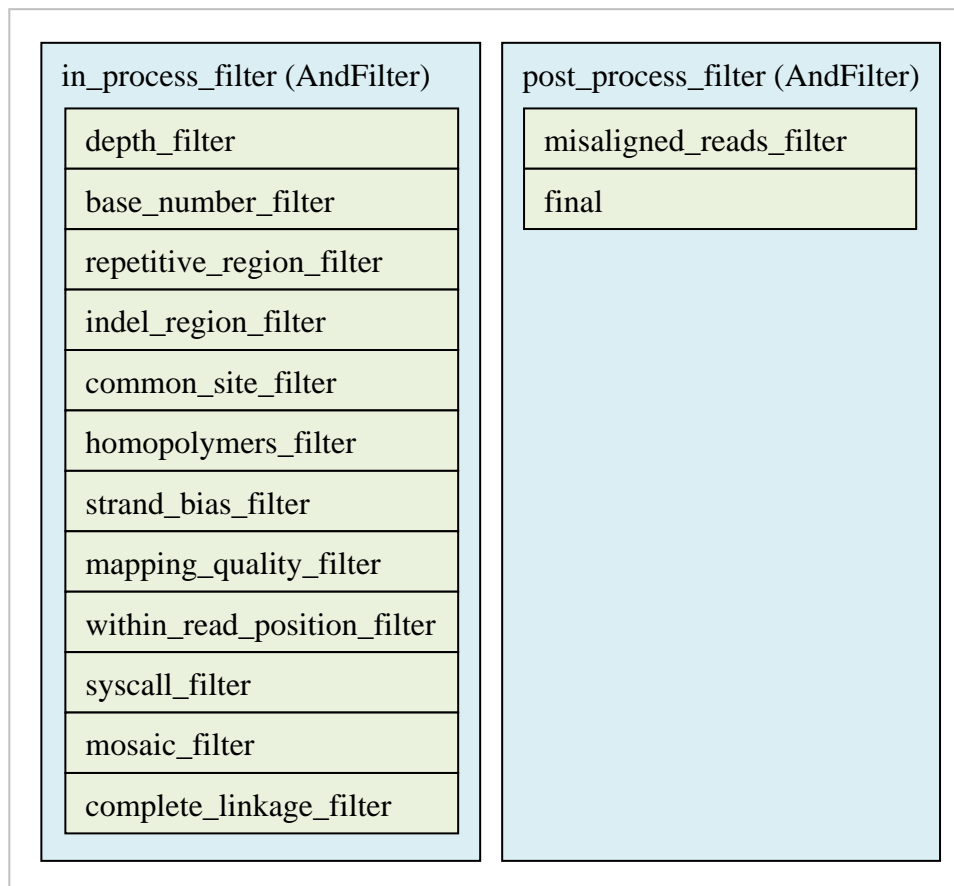 in_process_filter (AndFilter)
depth_filter
base_number_filter
repetitive_region_filter
indel_region_filter
common_site_filter
homopolymers_filter
strand_bias_filter
mapping_quality_filter
within_read_position_filter
syscall_filter
mosaic_filter
complete_linkage_filter
post_process_filter (AndFilter)
misaligned_reads_filter
final